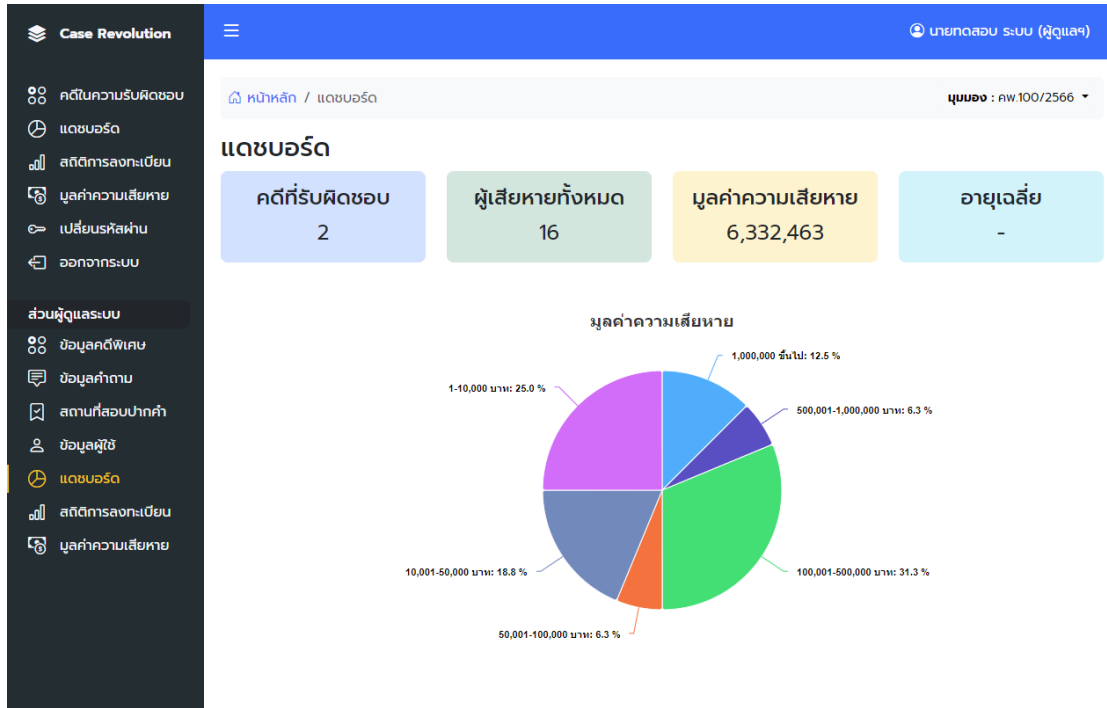 Case Revolution
นายทดสอบ ระบบ (ผู้ดูแลฯ)
คดีในความรับผิดชอบ
แดชบอร์ด
สถิติการลงทะเบียน
มูลค่าความเสียหาย
เปลี่ยนรหัสผ่าน
ออกจากระบบ
ส่วนผู้ดูแลระบบ
ข้อมูลคดีพิเศษ
ข้อมูลคำถาม
สถานที่สอบปากคำ
ข้อมูลผู้ใช้
แดชบอร์ด
สถิติการลงทะเบียน
มูลค่าความเสียหาย
หน้าหลัก / แดชบอร์ด
มุมมอง : คพ.100/2566
แดชบอร์ด
คดีที่รับผิดชอบ
2
ผู้เสียหายทั้งหมด
16
มูลค่าความเสียหาย
6,332,463
อายุเฉลี่ย
-
มูลค่าความเสียหาย
1,000,000 ขึ้นไป: 12.5 %
1-10,000 บาท: 25.0 %
500,001-1,000,000 บาท: 6.3 %
10,001-50,000 บาท: 18.8 %
100,001-500,000 บาท: 31.3 %
50,001-100,000 บาท: 6.3 %